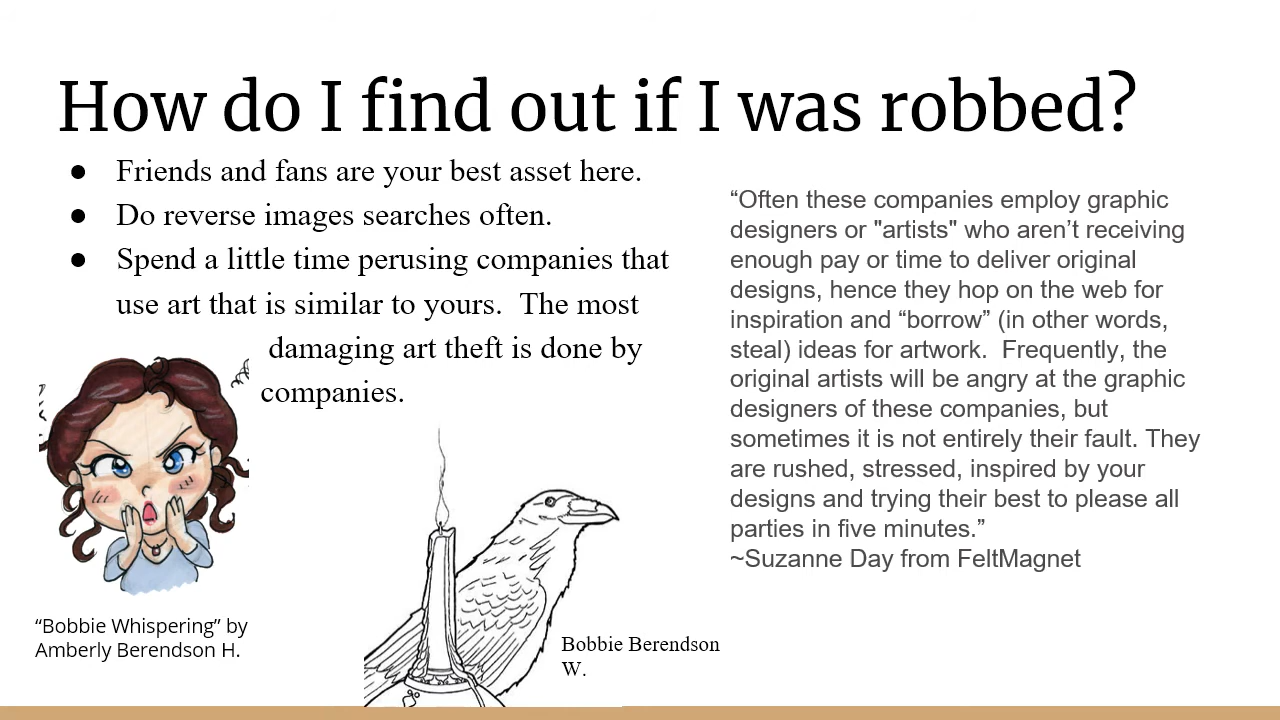 How do I find out if I was robbed?
● Friends and fans are your best asset here.
● Do reverse images searches often.
● Spend a little time perusing companies that
use art that is similar to yours.  The most
damaging art theft is done by
companies.
“Often these companies employ graphic
designers or "artists" who aren’t receiving
enough pay or time to deliver original
designs, hence they hop on the web for
inspiration and “borrow” (in other words,
steal) ideas for artwork.  Frequently, the
original artists will be angry at the graphic
designers of these companies, but
sometimes it is not entirely their fault. They
are rushed, stressed, inspired by your
designs and trying their best to please all
parties in five minutes.”
~Suzanne Day from FeltMagnet
“Bobbie Whispering” by
Amberly Berendson H.
Bobbie Berendson
W.